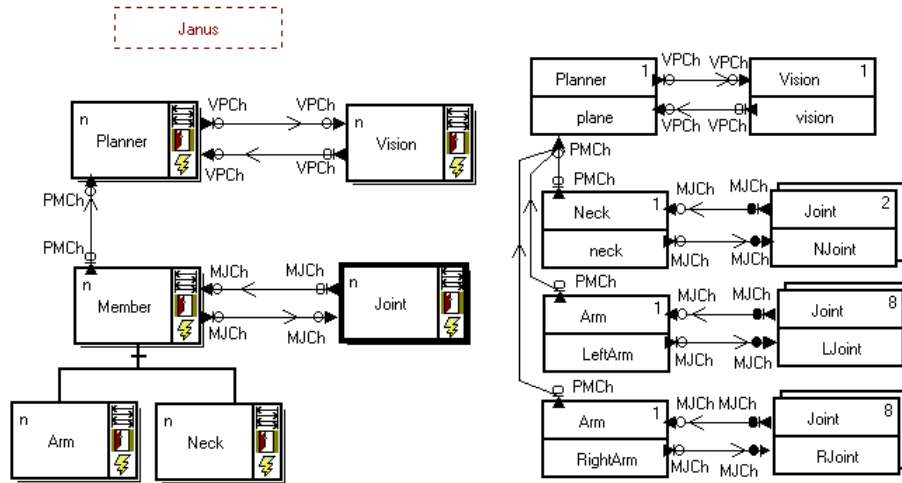 Janus
VPCh VPCh
n
Planner
n
Vision
VPCh VPCh
PMCh
PMCh
MJCh MJCh
n
Member
n
Joint
MJCh MJCh
n
Arm
n
Neck
VPCh VPCh
Planner 1
Vision 1
plane
vision
VPCh VPCh
PMCh
MJCh MJCh
Neck 1
Joint 2
neck
NJoint
MJCh MJCh
PMCh
MJCh MJCh
Arm 1
Joint 8
LeftArm
LJoint
MJCh MJCh
PMCh
MJCh MJCh
Arm 1
Joint 8
RightArm
RJoint
MJCh MJCh